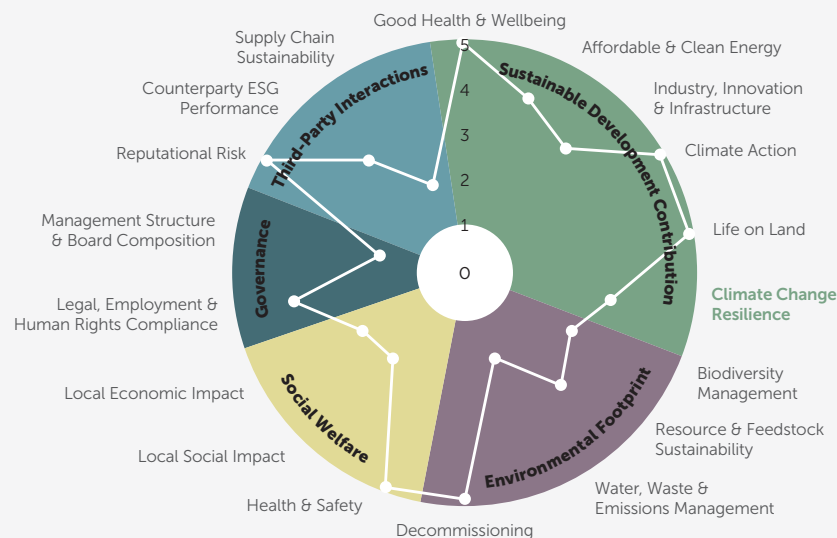 Good Health & Wellbeing
Supply Chain
Sustainability
Affordable & Clean Energy
Counterparty ESG
Performance
Industry, Innovation
& Infrastructure
Reputational Risk
Climate Action
Management Structure
& Board Composition
Life on Land
Legal, Employment &
Human Rights Compliance
Climate Change
Resilience
Local Economic Impact
Biodiversity
Management
Local Social Impact
Resource & Feedstock
Sustainability
Health & Safety
Water, Waste &
Emissions Management
Decommissioning
Third-Party Interactions
Sustainable Development Contribution
Governance
Social Welfare
Environmental Footprint
5
4
3
2
1
0